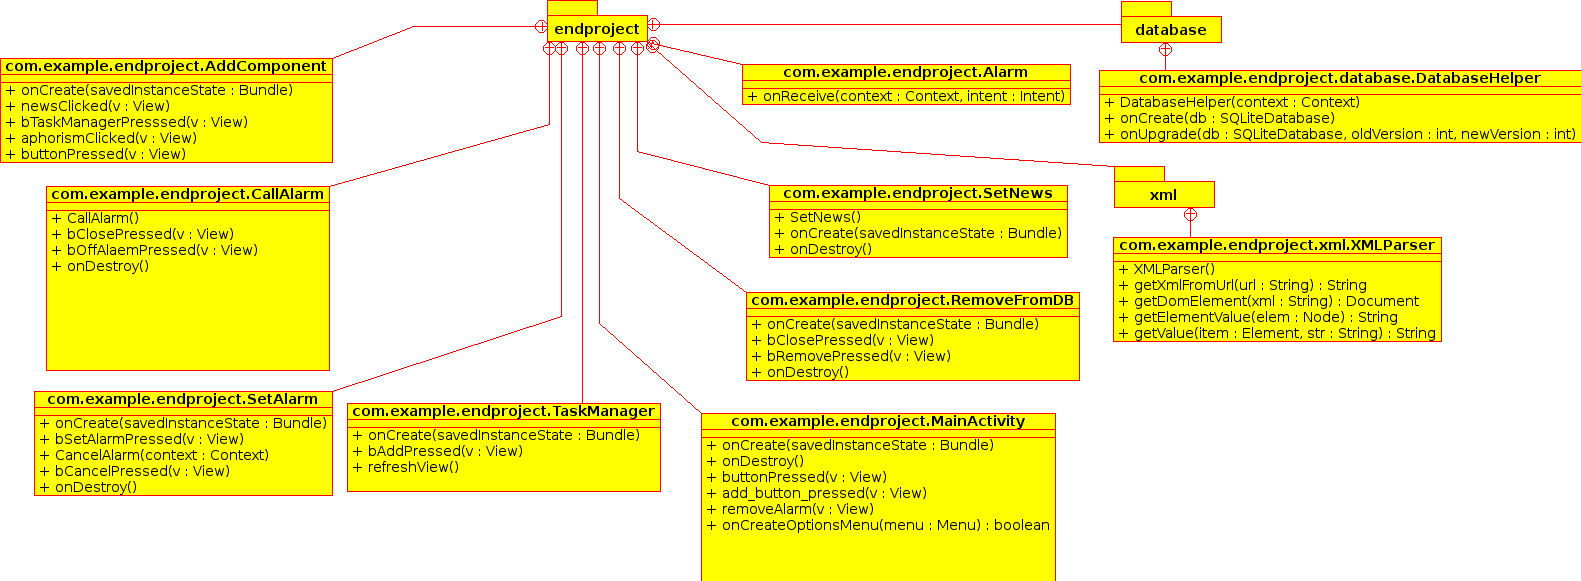 endproject
database
com.example.endproject.AddComponent
+ onCreate(savedInstanceState : Bundle)
+ newsClicked(v : View)
+ bTaskManagerPresssed(v : View)
+ aphorismClicked(v : View)
+ buttonPressed(v : View)
com.example.endproject.Alarm
+ onReceive(context : Context, intent : Intent)
com.example.endproject.database.DatabaseHelper
+ DatabaseHelper(context : Context)
+ onCreate(db : SQLiteDatabase)
+ onUpgrade(db : SQLiteDatabase, oldVersion : int, newVersion : int)
com.example.endproject.CallAlarm
+ CallAlarm()
+ bClosePressed(v : View)
+ bOffAlaemPressed(v : View)
+ onDestroy()
com.example.endproject.SetNews
+ SetNews()
+ onCreate(savedInstanceState : Bundle)
+ onDestroy()
xml
com.example.endproject.xml.XMLParser
+ XMLParser()
+ getXmlFromUrl(url : String) : String
+ getDomElement(xml : String) : Document
+ getElementValue(elem : Node) : String
+ getValue(item : Element, str : String) : String
com.example.endproject.RemoveFromDB
+ onCreate(savedInstanceState : Bundle)
+ bClosePressed(v : View)
+ bRemovePressed(v : View)
+ onDestroy()
com.example.endproject.SetAlarm
+ onCreate(savedInstanceState : Bundle)
+ bSetAlarmPressed(v : View)
+ CancelAlarm(context : Context)
+ bCancelPressed(v : View)
+ onDestroy()
com.example.endproject.TaskManager
+ onCreate(savedInstanceState : Bundle)
+ bAddPressed(v : View)
+ refreshView()
com.example.endproject.MainActivity
+ onCreate(savedInstanceState : Bundle)
+ onDestroy()
+ buttonPressed(v : View)
+ add_button_pressed(v : View)
+ removeAlarm(v : View)
+ onCreateOptionsMenu(menu : Menu) : boolean